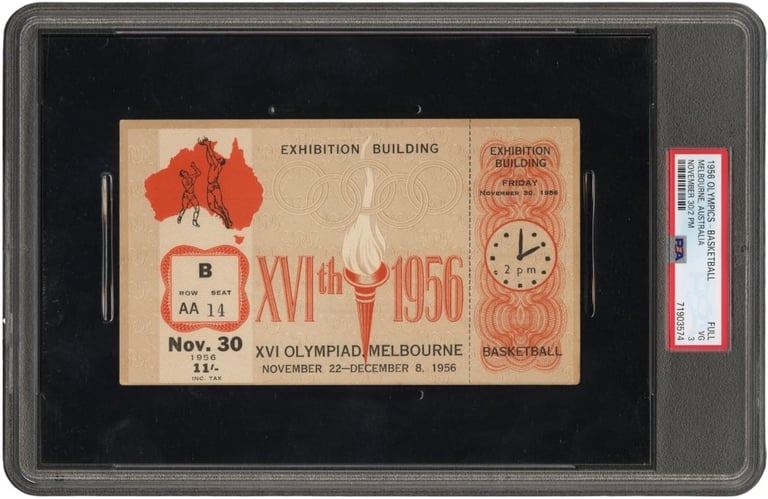 EXHIBITION BUILDING
B
ROW SEAT
AA 14
Nov. 30
1956
11/-
INC. TAX
XVIth 1956
XVI OLYMPIAD, MELBOURNE
NOVEMBER 22—DECEMBER 8, 1956
EXHIBITION
BUILDING
FRIDAY
NOVEMBER 30, 1956
2 pm
BASKETBALL
1956 OLYMPICS - BASKETBALL
MELBOURNE, AUSTRALIA
NOVEMBER 30/2 PM
FULL
VG 3
PSA
71903574